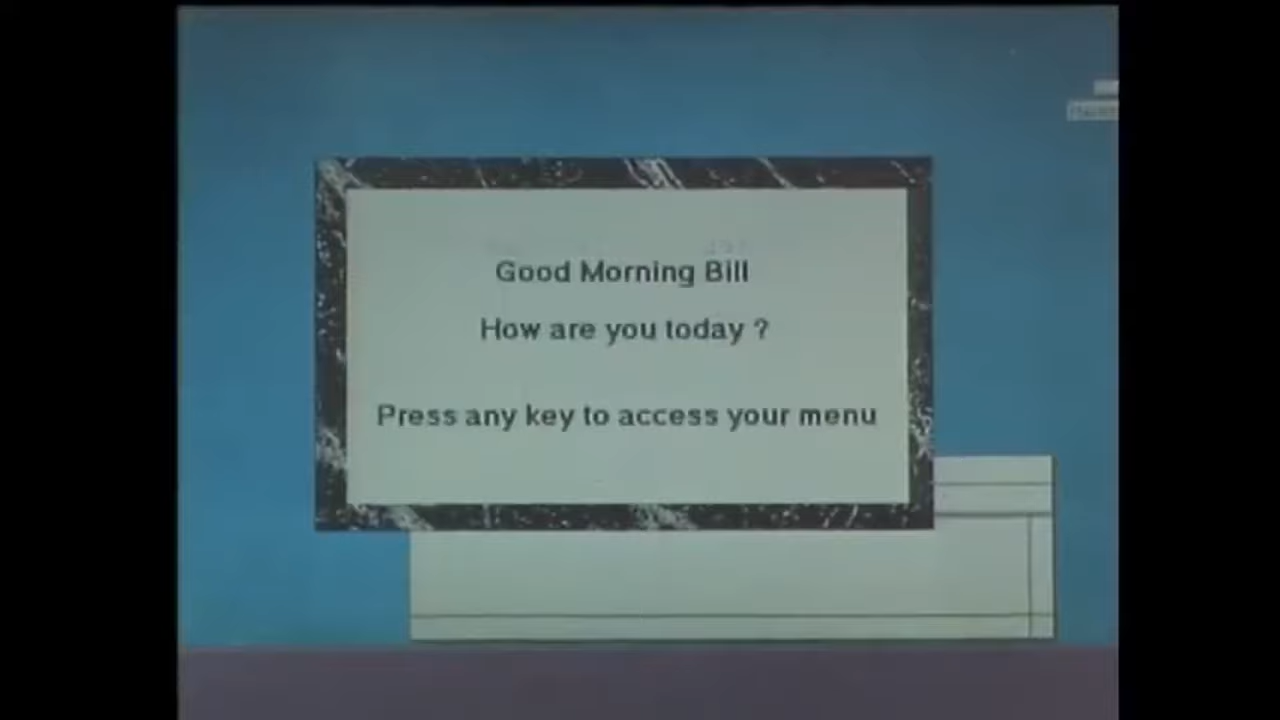 Good Morning Bill
How are you today ?
Press any key to access your menu